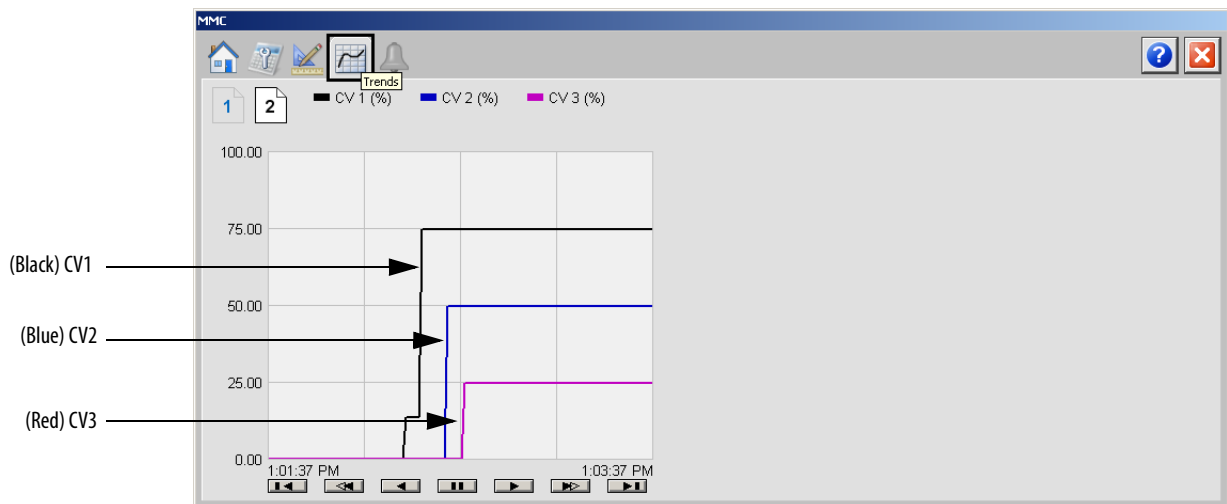 MMC
Trends
1
2
CV 1 (%)
CV 2 (%)
CV 3 (%)
100.00
75.00
(Black) CV1
50.00
(Blue) CV2
25.00
(Red) CV3
0.00
1:01:37 PM
1:03:37 PM